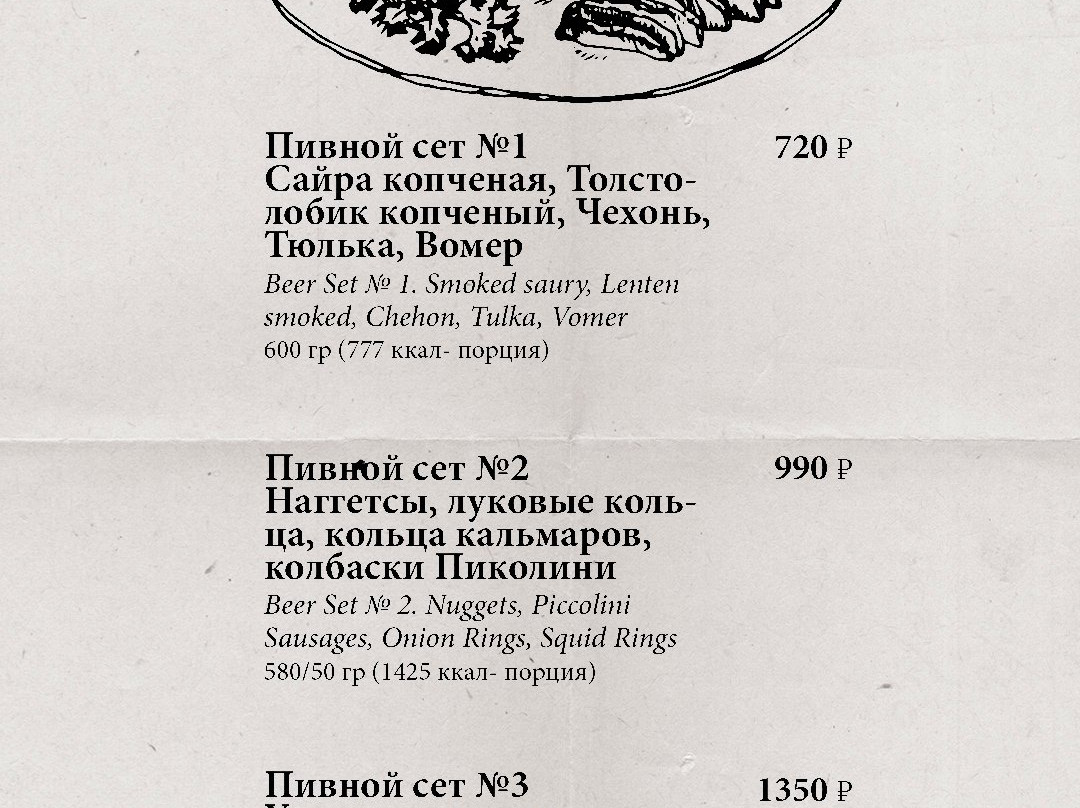 Пивной сет №1 720 ₽
Сайра копченая, Толсто-
лобик копченый, Чехонь,
Тюлька, Вомер
Beer Set № 1. Smoked saury, Lenten
smoked, Chehon, Tulka, Vomer
600 гр (777 ккал- порция)
Пивной сет №2 990 ₽
Наггетсы, луковые коль-
ца, кольца кальмаров,
колбаски Пиколини
Beer Set № 2. Nuggets, Piccolini
Sausages, Onion Rings, Squid Rings
580/50 гр (1425 ккал- порция)
Пивной сет №3 1350 ₽